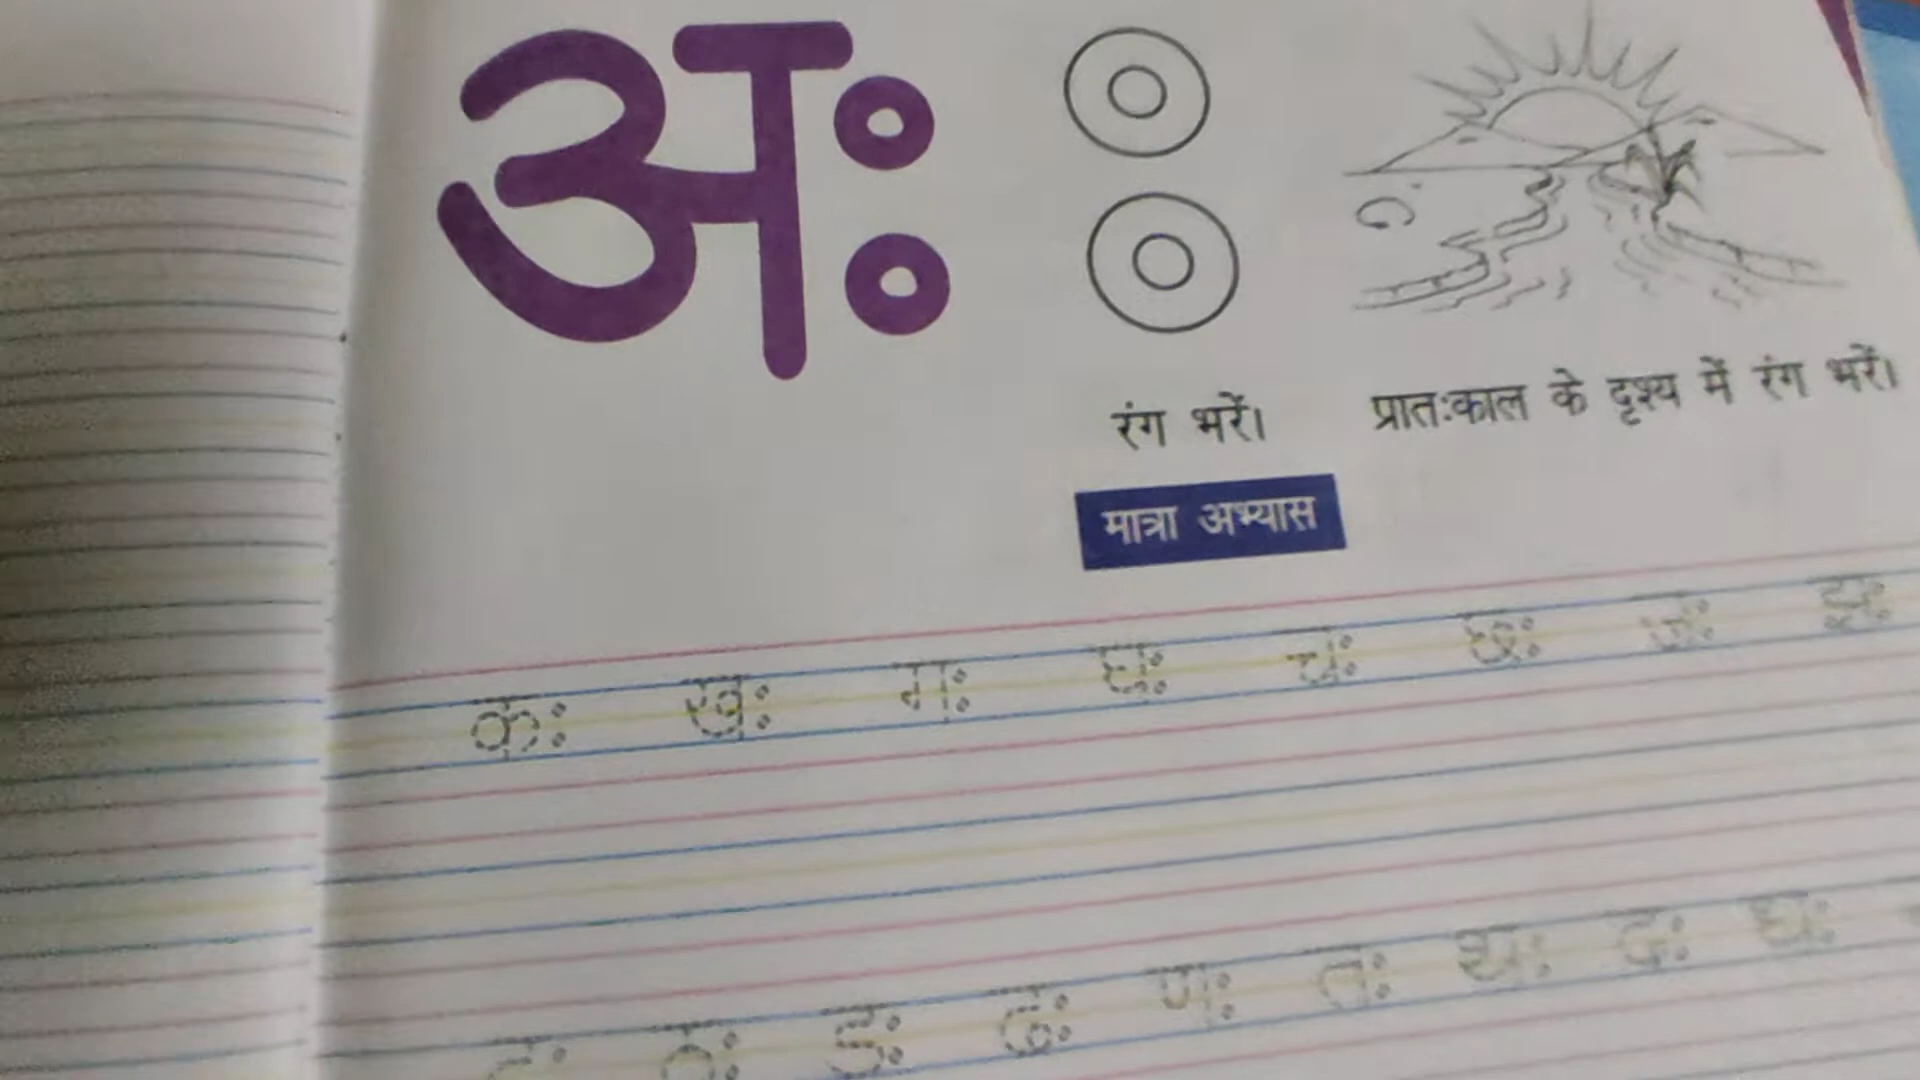 अः
रंग भरें। प्रातःकाल के दृश्य में रंग भरें।
मात्रा अभ्यास
कः खः गः घः चः छः जः झः
टः ठः डः ढः णः तः थः दः धः